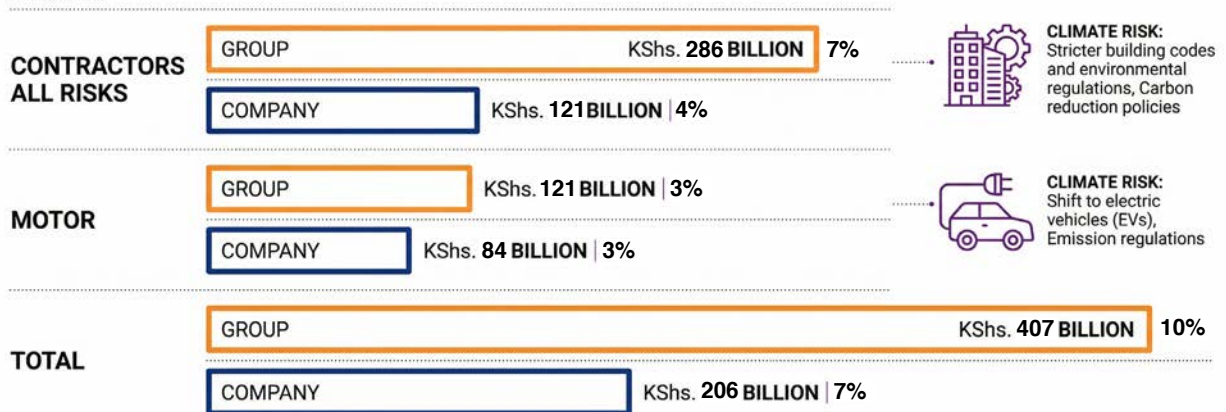 CONTRACTORS
ALL RISKS
GROUP KShs. 286 BILLION 7%
COMPANY KShs. 121 BILLION | 4%
CLIMATE RISK:
Stricter building codes
and environmental
regulations, Carbon
reduction policies
MOTOR
GROUP KShs. 121 BILLION | 3%
COMPANY KShs. 84 BILLION | 3%
CLIMATE RISK:
Shift to electric
vehicles (EVs),
Emission regulations
TOTAL
GROUP KShs. 407 BILLION 10%
COMPANY KShs. 206 BILLION | 7%